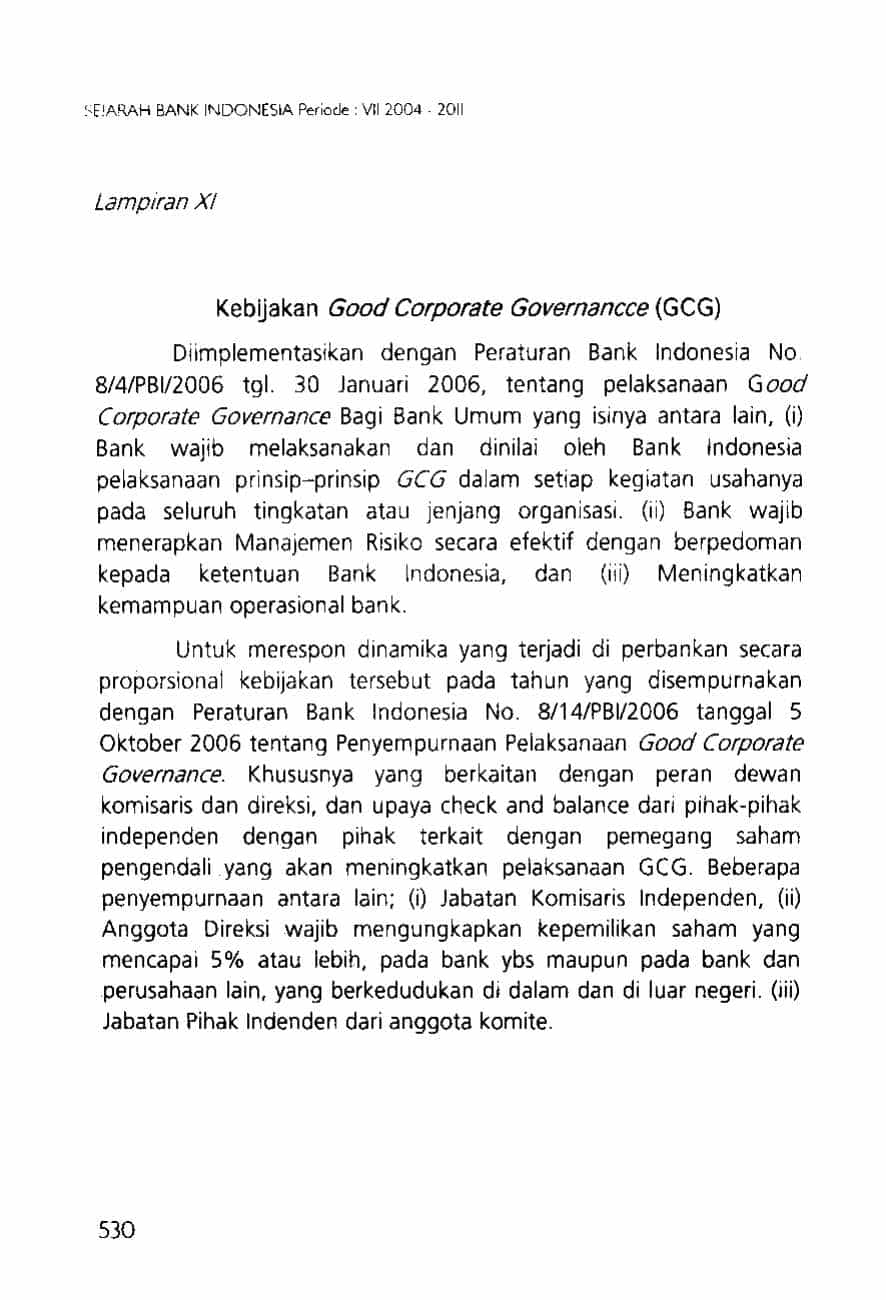 SEJARAH BANK INDONESIA Periode : VII 2004 - 2011
Lampiran XI
Kebijakan Good Corporate Governancce (GCG)
Diimplementasikan dengan Peraturan Bank Indonesia No.
8/4/PBI/2006 tgl. 30 Januari 2006, tentang pelaksanaan Good
Corporate Governance Bagi Bank Umum yang isinya antara lain, (i)
Bank wajib melaksanakan dan dinilai oleh Bank Indonesia
pelaksanaan prinsip–prinsip GCG dalam setiap kegiatan usahanya
pada seluruh tingkatan atau jenjang organisasi. (ii) Bank wajib
menerapkan Manajemen Risiko secara efektif dengan berpedoman
kepada ketentuan Bank Indonesia, dan (iii) Meningkatkan
kemampuan operasional bank.
Untuk merespon dinamika yang terjadi di perbankan secara
proporsional kebijakan tersebut pada tahun yang disempurnakan
dengan Peraturan Bank Indonesia No. 8/14/PBI/2006 tanggal 5
Oktober 2006 tentang Penyempurnaan Pelaksanaan Good Corporate
Governance. Khususnya yang berkaitan dengan peran dewan
komisaris dan direksi, dan upaya check and balance dari pihak-pihak
independen dengan pihak terkait dengan pemegang saham
pengendali yang akan meningkatkan pelaksanaan GCG. Beberapa
penyempurnaan antara lain; (i) Jabatan Komisaris Independen, (ii)
Anggota Direksi wajib mengungkapkan kepemilikan saham yang
mencapai 5% atau lebih, pada bank ybs maupun pada bank dan
perusahaan lain, yang berkedudukan di dalam dan di luar negeri. (iii)
Jabatan Pihak Indenden dari anggota komite.
530